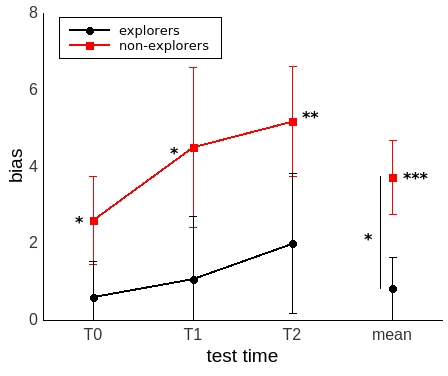 8
explorers
non-explorers
6
**
*
4
***
*
*
2
0
bias
T0 T1 T2 mean
test time